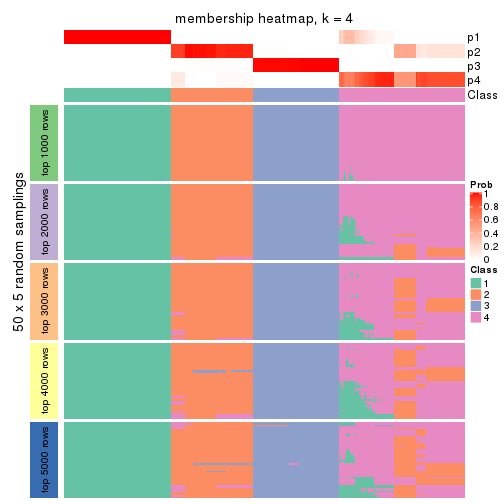 membership heatmap, k = 4
p1
p2
p3
p4
Class
50 x 5 random samplings
top 1000 rows
top 2000 rows
top 3000 rows
top 4000 rows
top 5000 rows
Prob
1
0.8
0.6
0.4
0.2
0
Class
1
2
3
4